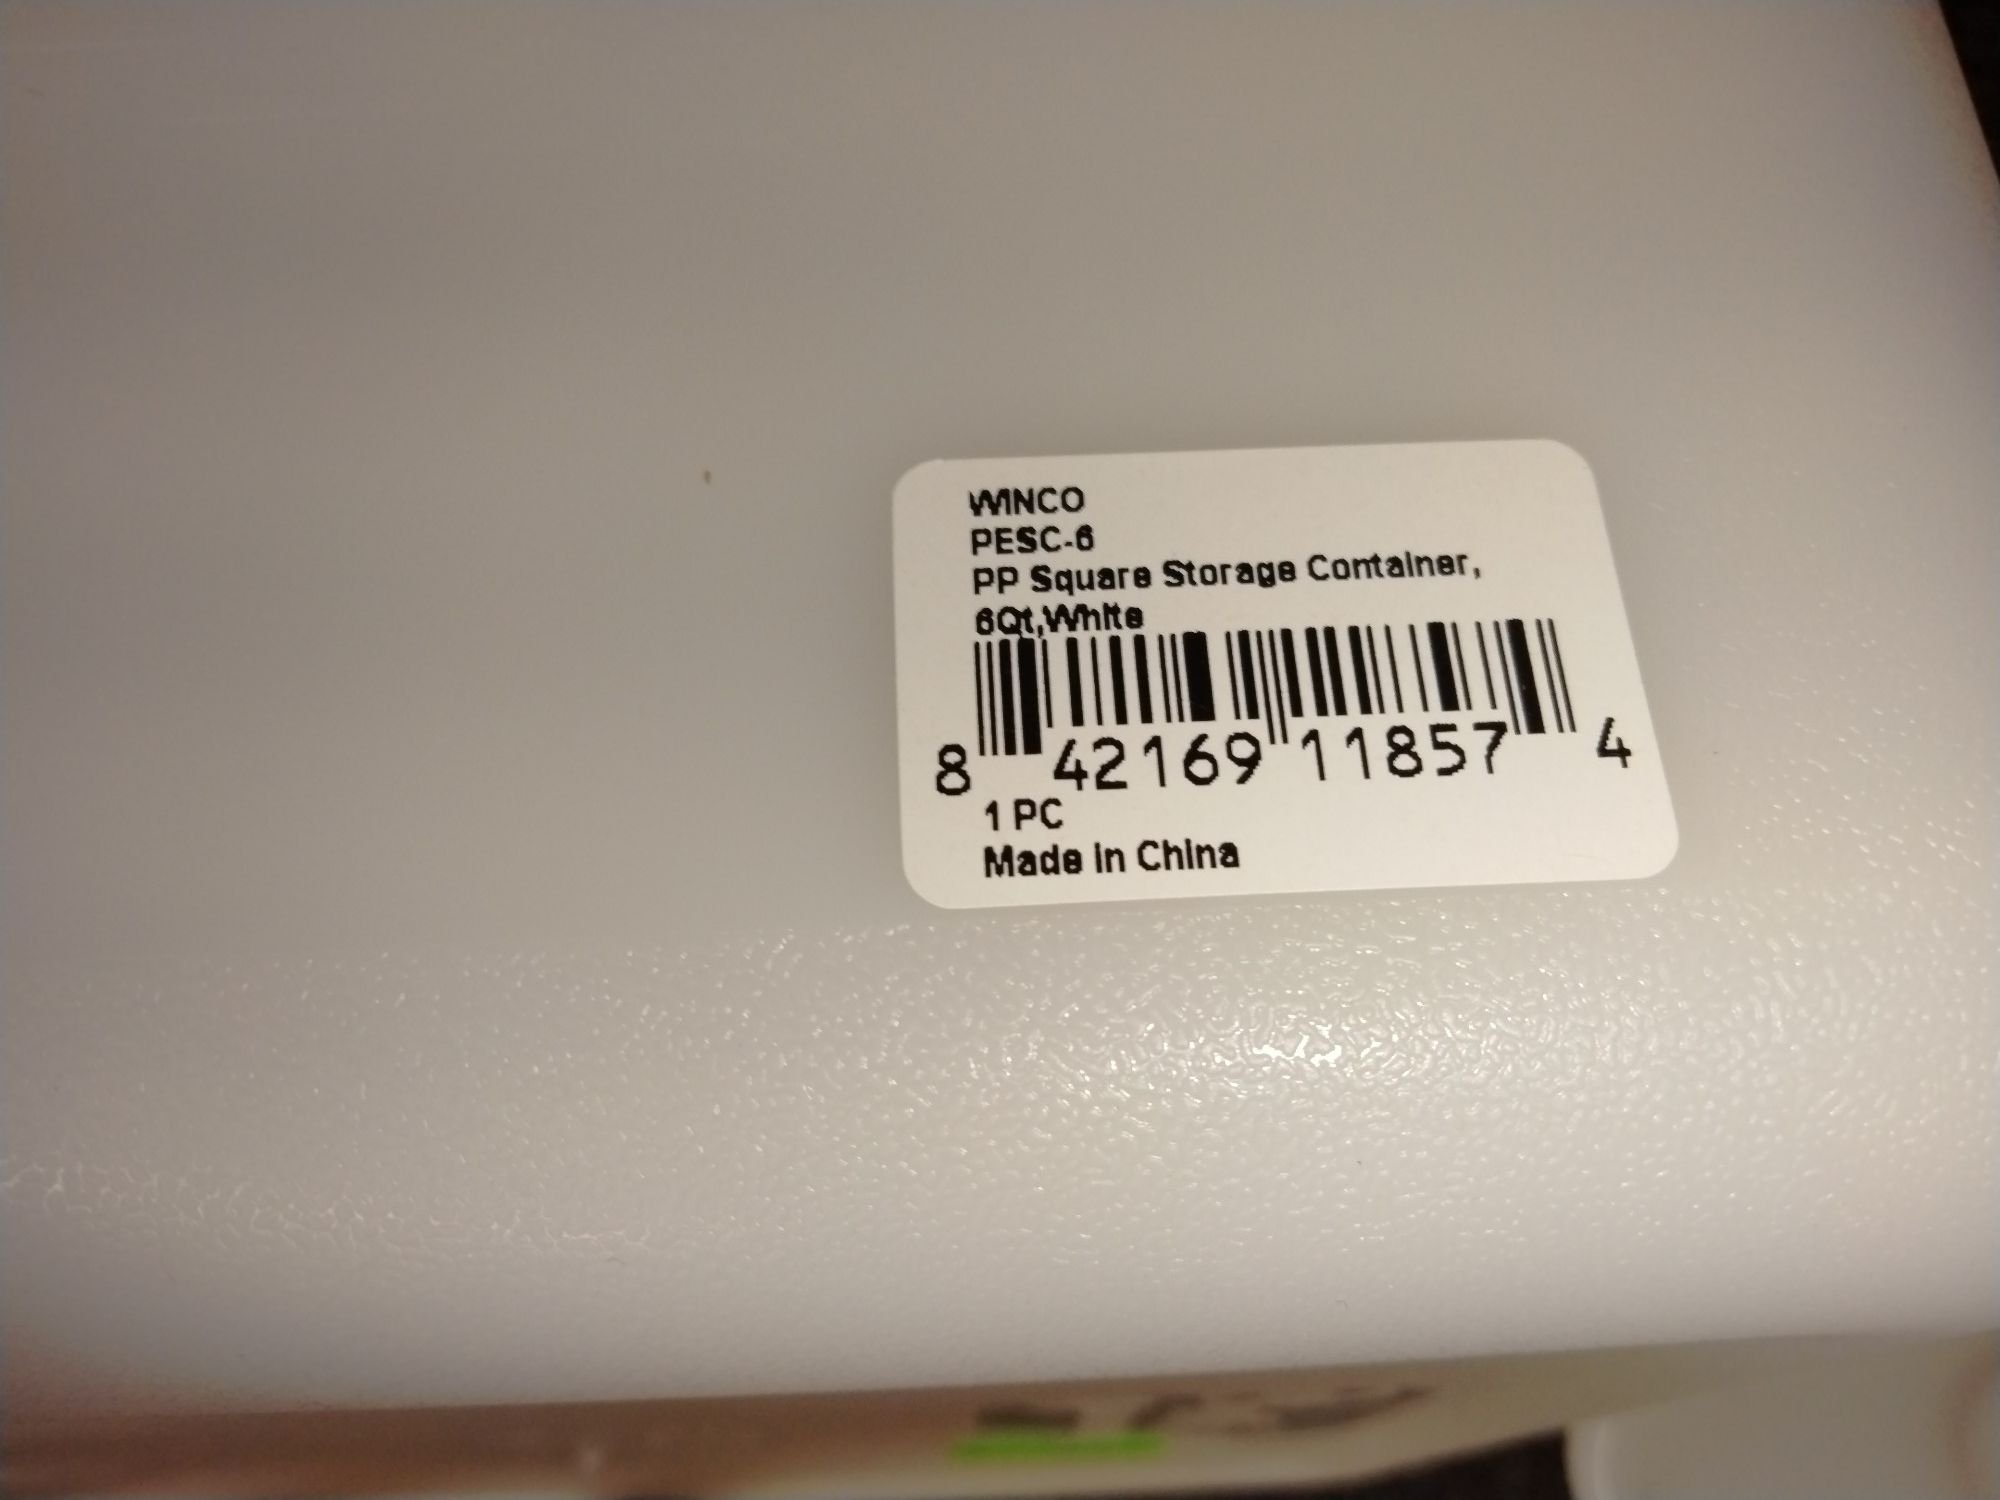 WINCO
PESC-6
PP Square Storage Container,
6Qt,White
8 42169 11857 4
1 PC
Made in China